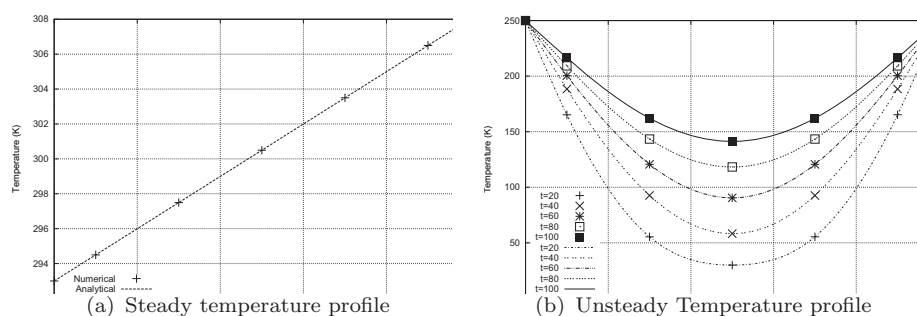 308
306
304
302
300
298
296
294
Temperature (K)
Numerical
Analytical
(a) Steady temperature profile
250
200
150
100
50
Temperature (K)
t=20
t=40
t=60
t=80
t=100
t=20
t=40
t=60
t=80
t=100
(b) Unsteady Temperature profile